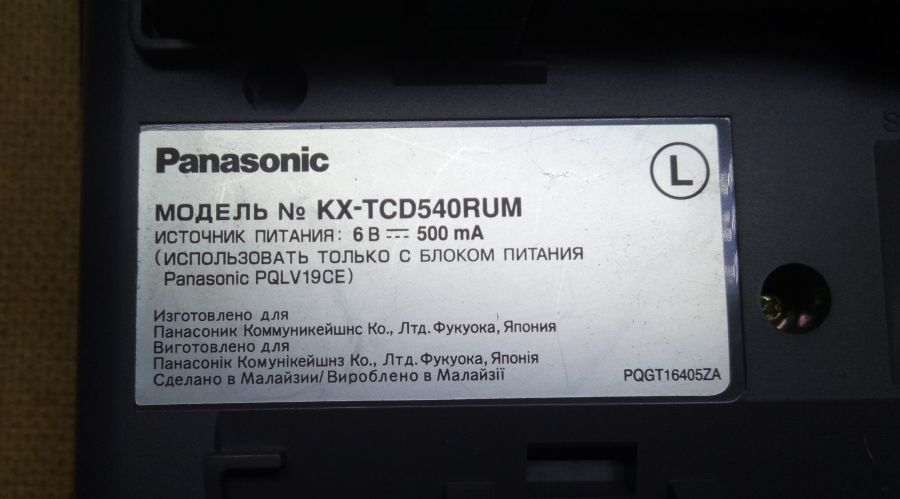 Panasonic
L
МОДЕЛЬ № KX-TCD540RUM
ИСТОЧНИК ПИТАНИЯ: 6 В ⎓ 500 mA
(ИСПОЛЬЗОВАТЬ ТОЛЬКО С БЛОКОМ ПИТАНИЯ
Panasonic PQLV19CE)
Изготовлено для
Панасоник Коммуникейшнс Ко., Лтд. Фукуока, Япония
Виготовлено для
Панасонік Комунікейшнз Ко., Лтд. Фукуока, Японія
Сделано в Малайзии/ Вироблено в Малайзії
PQGT16405ZA